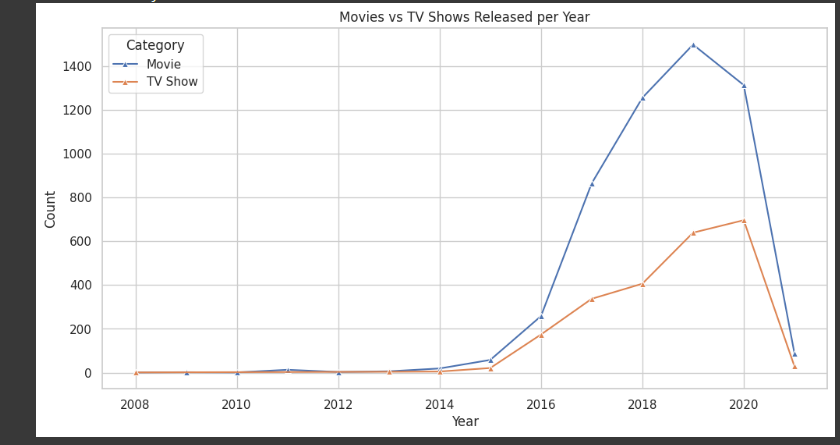 Movies vs TV Shows Released per Year
Category
Movie
TV Show
1400
1200
1000
800
600
400
200
0
Count
2008 2010 2012 2014 2016 2018 2020
Year